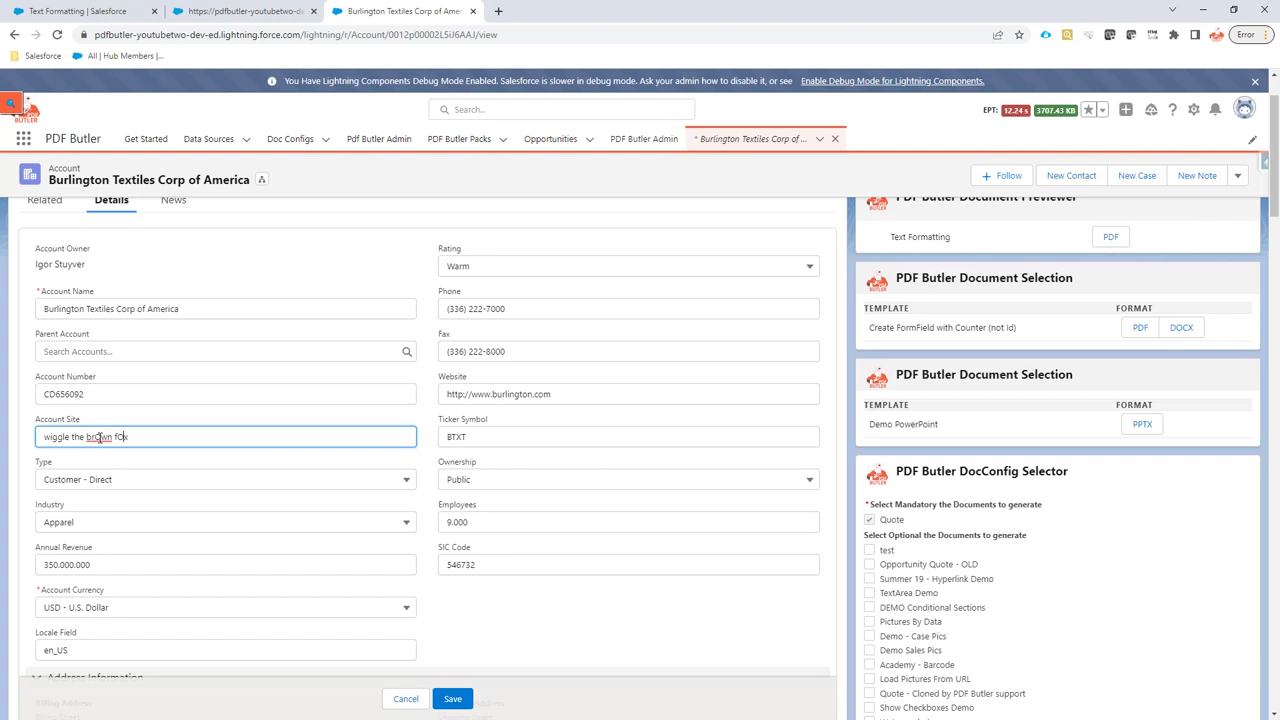 Text Formatting | Salesforce
https://pdfbutler-youtubetwo-de
Burlington Textiles Corp of Amer
pdfbutler-youtubetwo-dev-ed.lightning.force.com/lightning/r/Account/0012p00002L5iJ6AAJ/view
Error
Salesforce
All | Hub Members |...
You Have Lightning Components Debug Mode Enabled. Salesforce is slower in debug mode. Ask your admin how to disable it, or see Enable Debug Mode for Lightning Components.
PDF BUTLER
Search...
EPT: 12.24 s 3707.43 KB
PDF Butler
Get Started
Data Sources
Doc Configs
Pdf Butler Admin
PDF Butler Packs
Opportunities
PDF Butler Admin
* Burlington Textiles Corp of ...
Account
Burlington Textiles Corp of America
Follow
New Contact
New Case
New Note
Related
Details
News
Account Owner
Igor Stuyver
Rating
Warm
*Account Name
Burlington Textiles Corp of America
Phone
(336) 222-7000
Parent Account
Search Accounts...
Fax
(336) 222-8000
Account Number
CD656092
Website
http://www.burlington.com
Account Site
wiggle the brOwn fOx
Ticker Symbol
BTXT
Type
Customer - Direct
Ownership
Public
Industry
Apparel
Employees
9.000
Annual Revenue
350.000.000
SIC Code
546732
*Account Currency
USD - U.S. Dollar
Locale Field
en_US
Address Information
Billing Address
Cancel
Save
PDF Butler Document Previewer
Text Formatting
PDF
PDF Butler Document Selection
TEMPLATE FORMAT
Create FormField with Counter (not Id)
PDF
DOCX
PDF Butler Document Selection
TEMPLATE FORMAT
Demo PowerPoint
PPTX
PDF Butler DocConfig Selector
*Select Mandatory the Documents to generate
Quote
Select Optional the Documents to generate
test
Opportunity Quote - OLD
Summer 19 - Hyperlink Demo
TextArea Demo
DEMO Conditional Sections
Pictures By Data
Demo - Case Pics
Demo Sales Pics
Academy - Barcode
Load Pictures From URL
Quote - Cloned by PDF Butler support
Show Checkboxes Demo